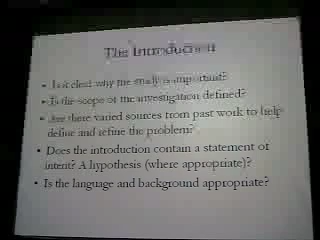 The Introduction
• Is it clear why the study is important?
• Is the scope of the investigation defined?
• Are there varied sources from past work to help
define and refine the problem?
• Does the introduction contain a statement of
intent? A hypothesis (where appropriate)?
• Is the language and background appropriate?